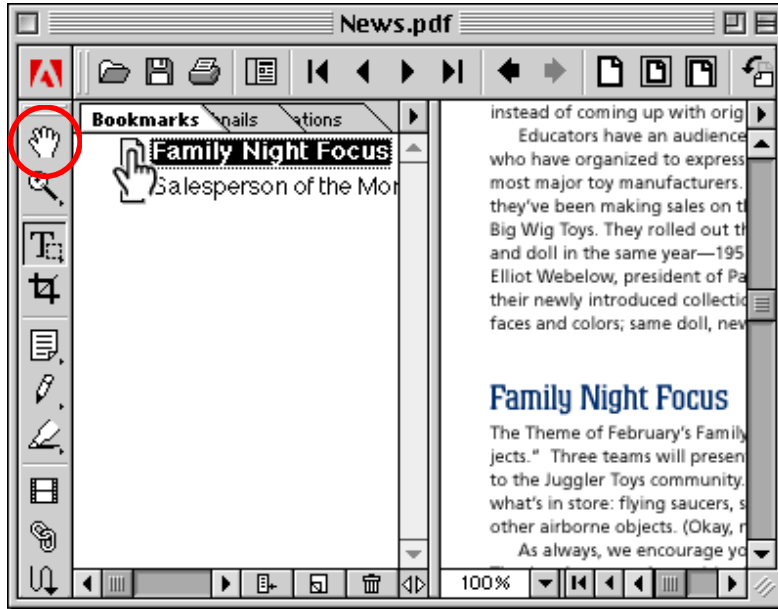 News.pdf
Bookmarks nails ations
Family Night Focus
Salesperson of the Mor
instead of coming up with orig
Educators have an audience
who have organized to express
most major toy manufacturers.
they've been making sales on t
Big Wig Toys. They rolled out th
and doll in the same year—195
Elliot Webelow, president of Pa
their newly introduced collectio
faces and colors; same doll, new
Family Night Focus
The Theme of February's Family
jects." Three teams will presen
to the Juggler Toys community.
what's in store: flying saucers, s
other airborne objects. (Okay, r
As always, we encourage yo
100%